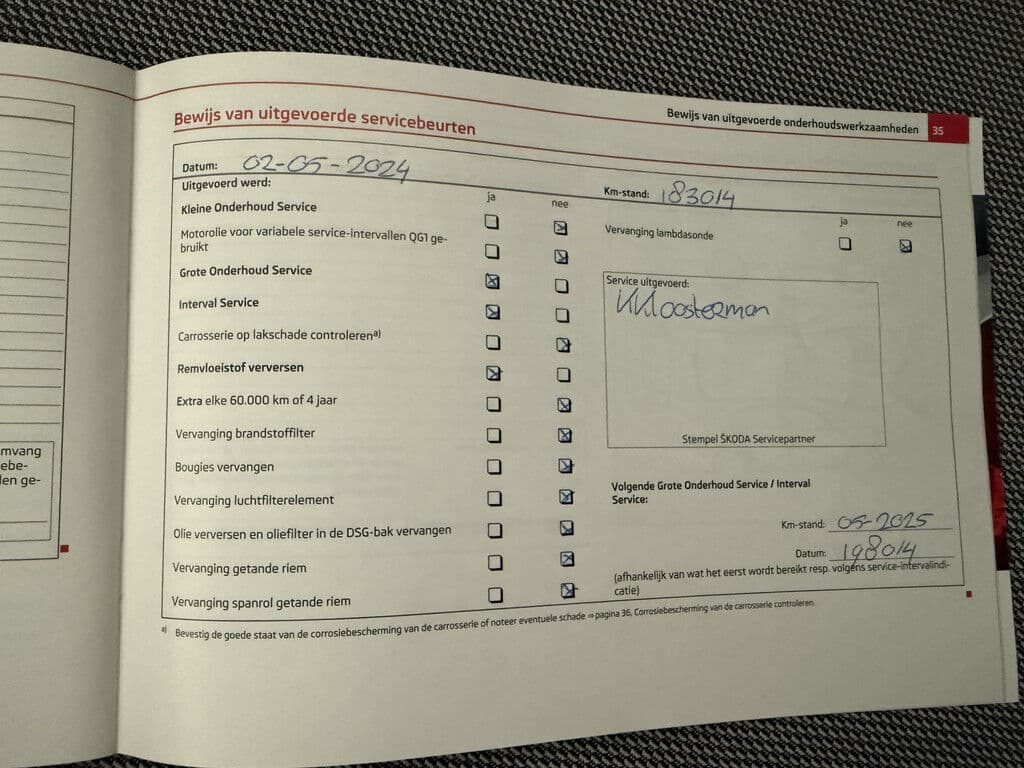 mvang
ebe-
len ge-
Bewijs van uitgevoerde onderhoudswerkzaamheden 35
Bewijs van uitgevoerde servicebeurten
Datum: 02-05-2024
Km-stand: 183014
Uitgevoerd werd:
ja nee
Kleine Onderhoud Service
Motorolie voor variabele service-intervallen QG1 ge-
bruikt
Grote Onderhoud Service
Interval Service
Carrosserie op lakschade controlerena)
Remvloeistof verversen
Extra elke 60.000 km of 4 jaar
Vervanging brandstoffilter
Bougies vervangen
Vervanging luchtfilterelement
Olie verversen en oliefilter in de DSG-bak vervangen
Vervanging getande riem
Vervanging spanrol getande riem
ja nee
Vervanging lambdasonde
Service uitgevoerd:
Kloosterman
Stempel ŠKODA Servicepartner
Volgende Grote Onderhoud Service / Interval
Service:
Km-stand: 05-2025
Datum: 198014
(afhankelijk van wat het eerst wordt bereikt resp. volgens service-intervalindi-
catie)
a) Bevestig de goede staat van de corrosiebescherming van de carrosserie of noteer eventuele schade ⇒ pagina 36, Corrosiebescherming van de carrosserie controleren.